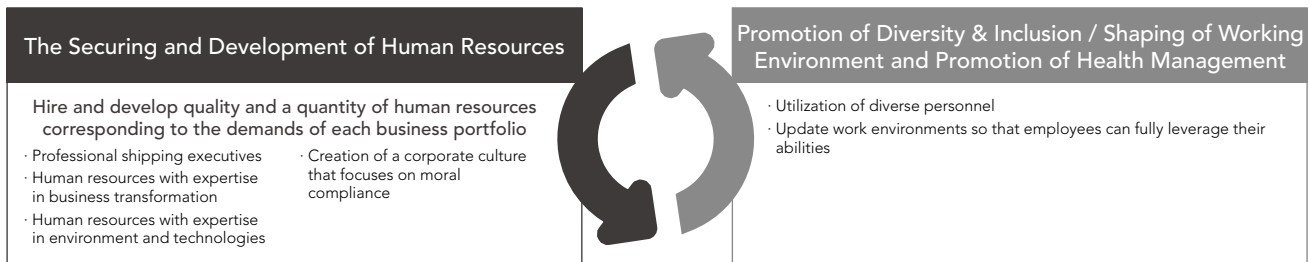 The Securing and Development of Human Resources
Hire and develop quality and a quantity of human resources
corresponding to the demands of each business portfolio
· Professional shipping executives
· Human resources with expertise
in business transformation
· Human resources with expertise
in environment and technologies
· Creation of a corporate culture
that focuses on moral
compliance
Promotion of Diversity & Inclusion / Shaping of Working
Environment and Promotion of Health Management
· Utilization of diverse personnel
· Update work environments so that employees can fully leverage their
abilities